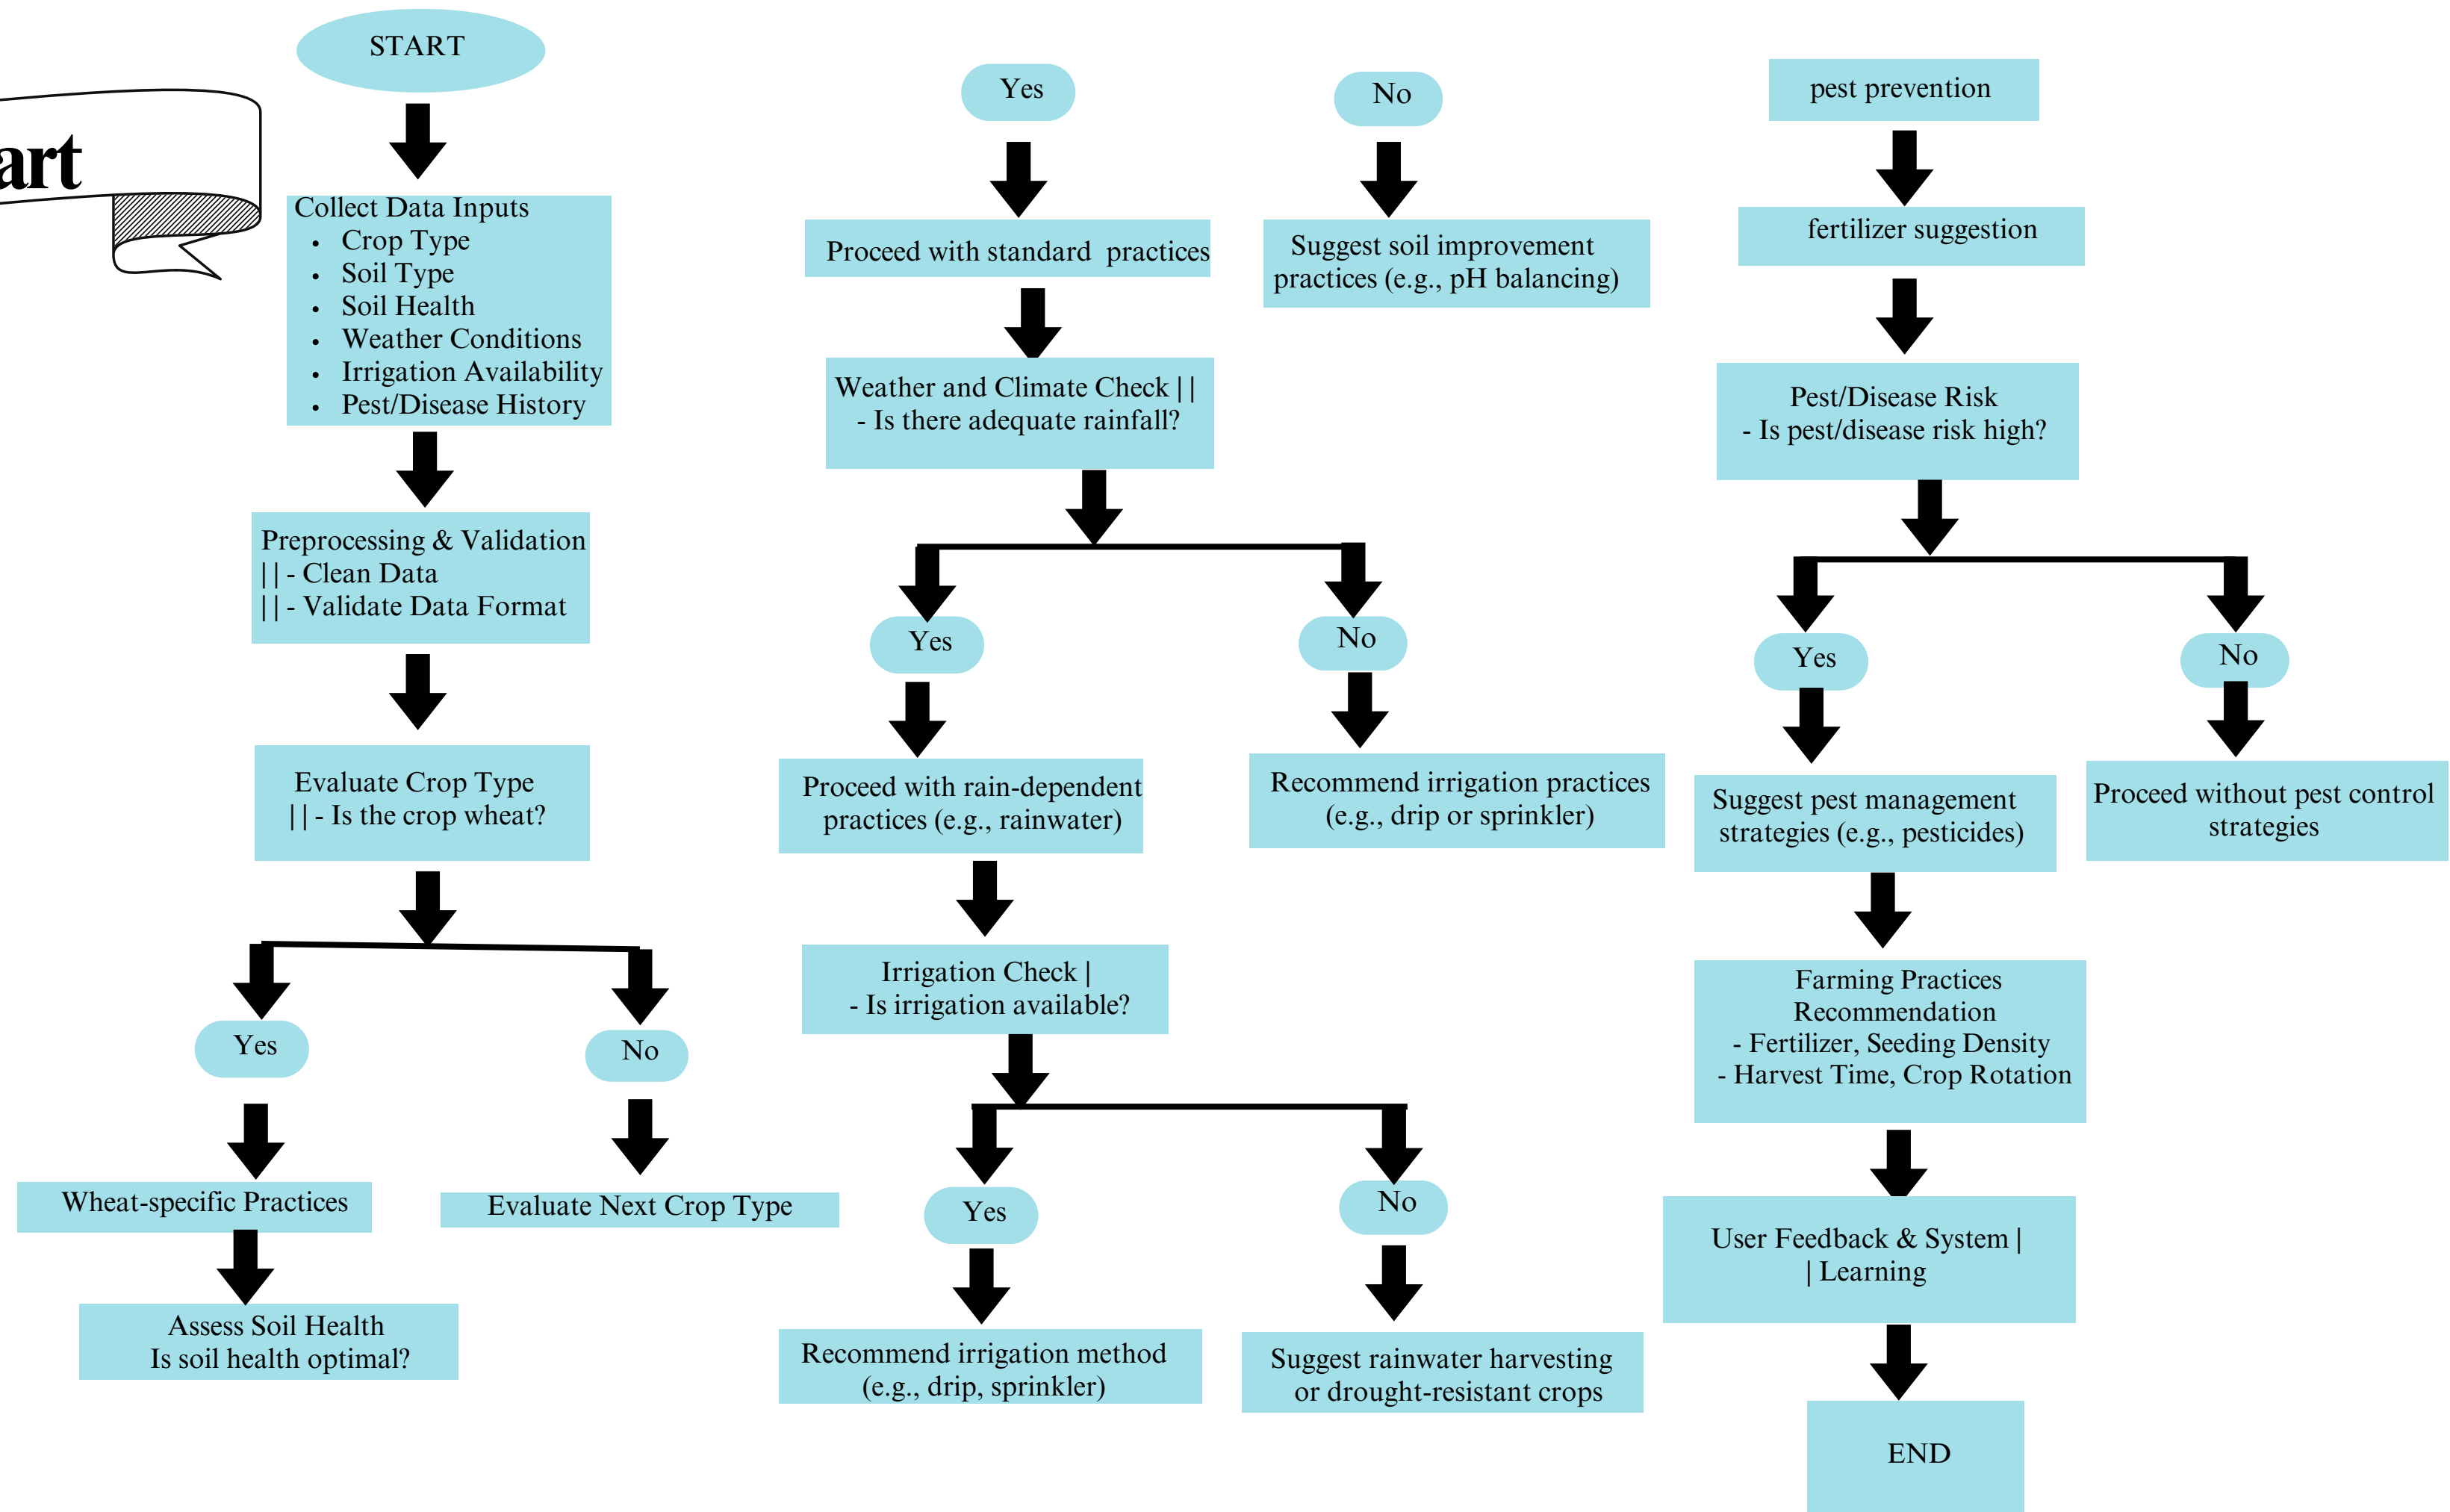 art
START
Collect Data Inputs
• Crop Type
• Soil Type
• Soil Health
• Weather Conditions
• Irrigation Availability
• Pest/Disease History
Preprocessing & Validation
||- Clean Data
||- Validate Data Format
Evaluate Crop Type
||- Is the crop wheat?
Yes
No
Wheat-specific Practices
Evaluate Next Crop Type
Assess Soil Health
Is soil health optimal?
Yes
No
Proceed with standard practices
Suggest soil improvement
practices (e.g., pH balancing)
Weather and Climate Check ||
- Is there adequate rainfall?
Yes
No
Proceed with rain-dependent
practices (e.g., rainwater)
Recommend irrigation practices
(e.g., drip or sprinkler)
Irrigation Check |
- Is irrigation available?
Yes
No
Recommend irrigation method
(e.g., drip, sprinkler)
Suggest rainwater harvesting
or drought-resistant crops
pest prevention
fertilizer suggestion
Pest/Disease Risk
- Is pest/disease risk high?
Yes
No
Suggest pest management
strategies (e.g., pesticides)
Proceed without pest control
strategies
Farming Practices
Recommendation
- Fertilizer, Seeding Density
- Harvest Time, Crop Rotation
User Feedback & System |
| Learning
END